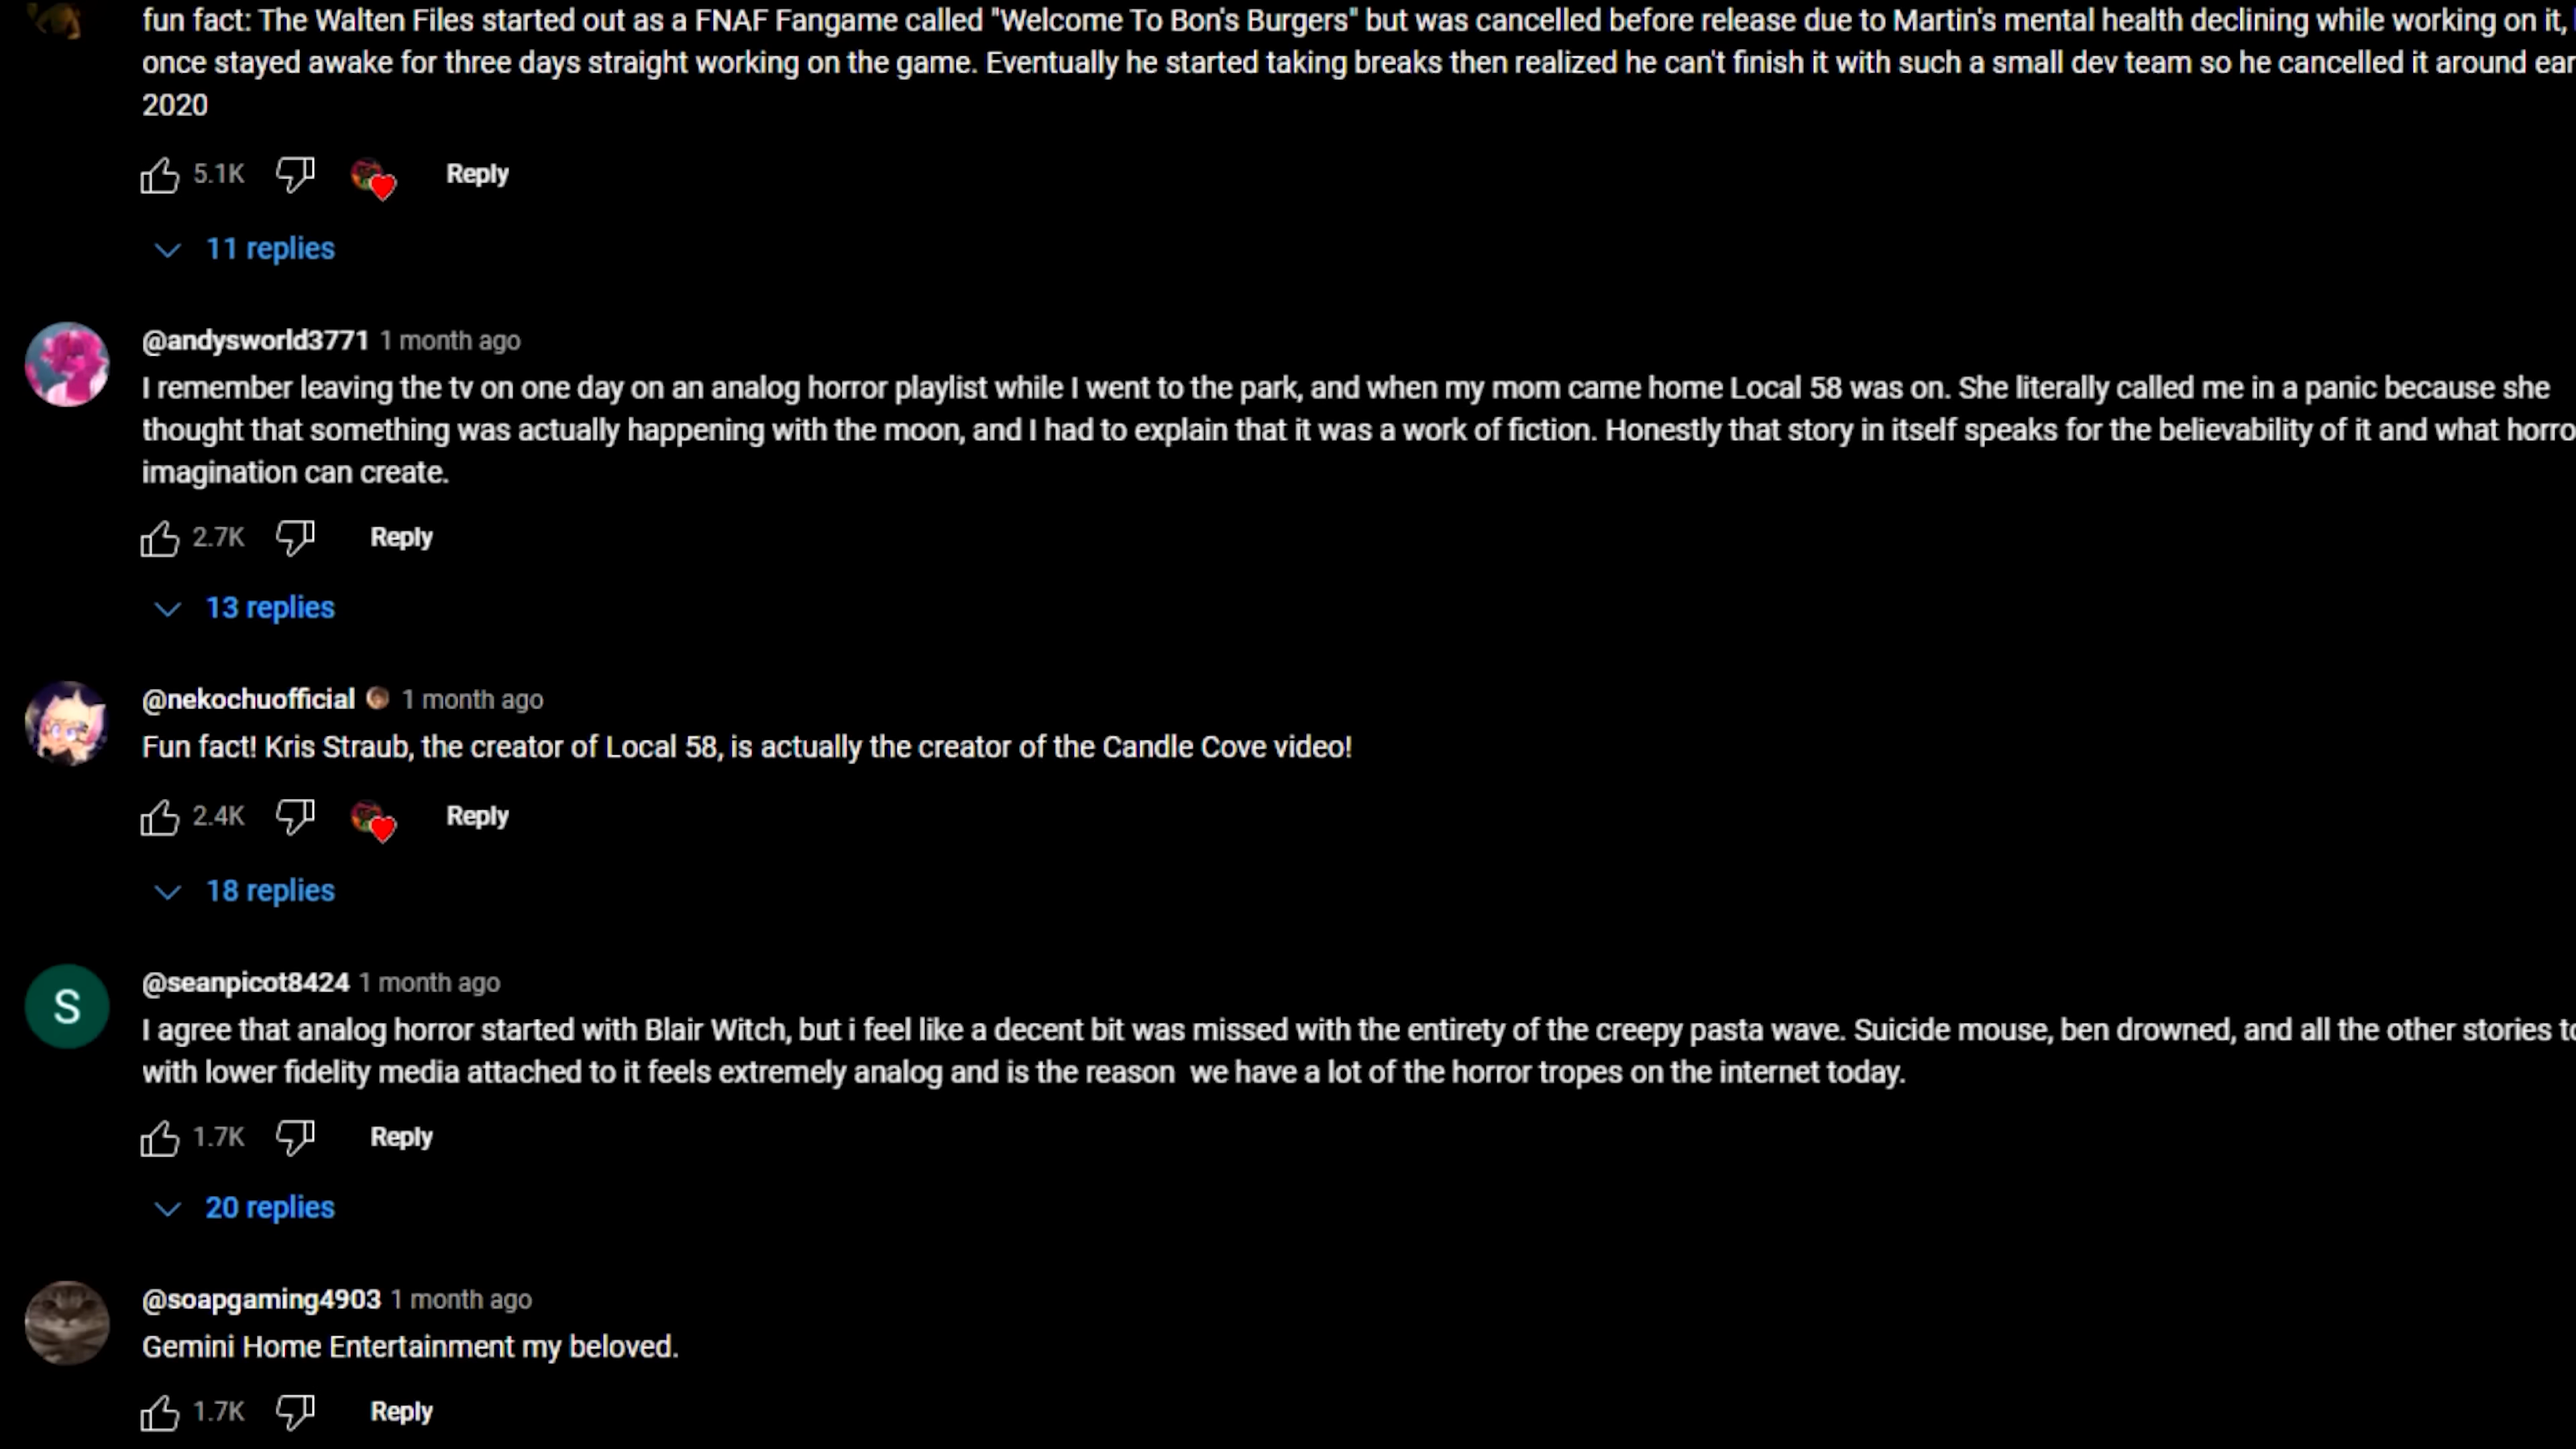 fun fact: The Walten Files started out as a FNAF Fangame called "Welcome To Bon's Burgers" but was cancelled before release due to Martin's mental health declining while working on it,
once stayed awake for three days straight working on the game. Eventually he started taking breaks then realized he can't finish it with such a small dev team so he cancelled it around
2020
5.1K Reply
11 replies
@andysworld3771 1 month ago
I remember leaving the tv on one day on an analog horror playlist while I went to the park, and when my mom came home Local 58 was on. She literally called me in a panic because she
thought that something was actually happening with the moon, and I had to explain that it was a work of fiction. Honestly that story in itself speaks for the believability of it and what
imagination can create.
2.7K Reply
13 replies
@nekochuofficial 1 month ago
Fun fact! Kris Straub, the creator of Local 58, is actually the creator of the Candle Cove video!
2.4K Reply
18 replies
S
@seanpicot8424 1 month ago
I agree that analog horror started with Blair Witch, but i feel like a decent bit was missed with the entirety of the creepy pasta wave. Suicide mouse, ben drowned, and all the other stories
with lower fidelity media attached to it feels extremely analog and is the reason we have a lot of the horror tropes on the internet today.
1.7K Reply
20 replies
@soapgaming4903 1 month ago
Gemini Home Entertainment my beloved.
1.7K Reply